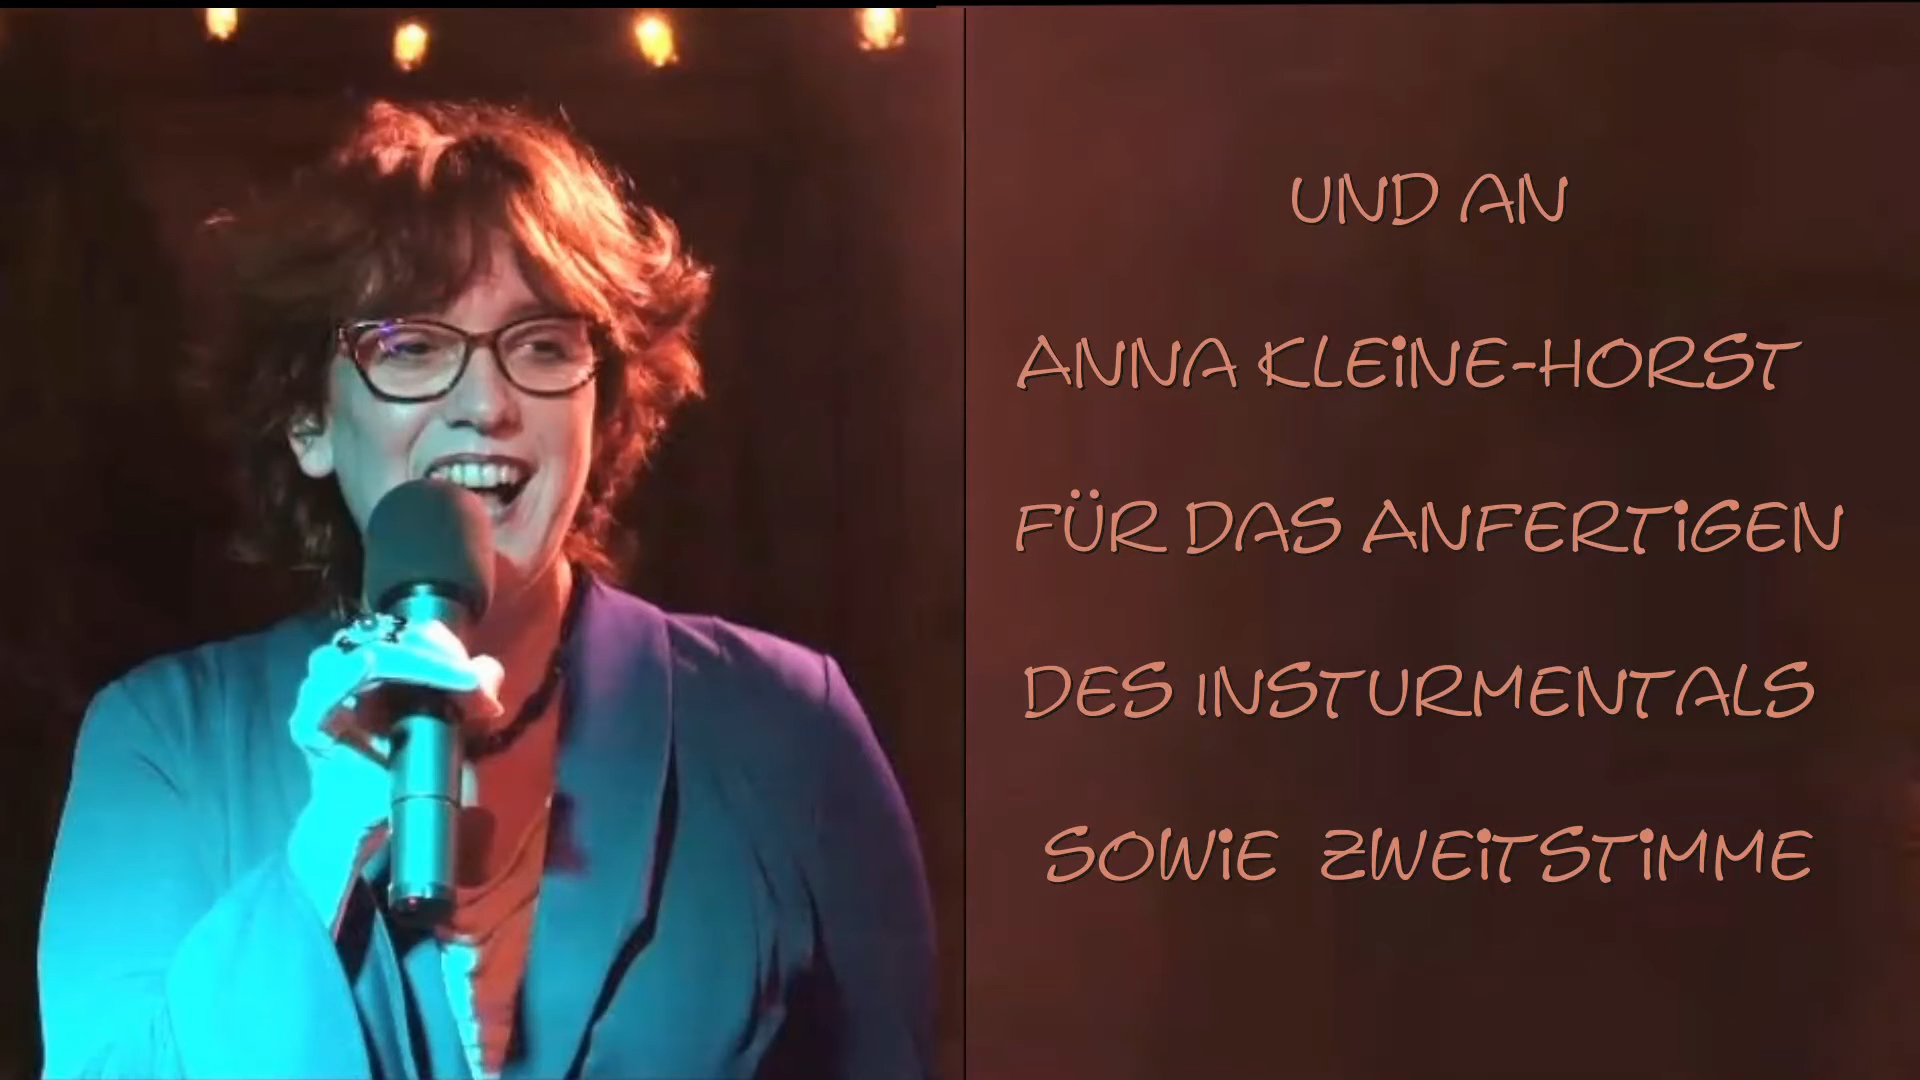 UND AN
ANNA KLEINE-HORST
FÜR DAS ANFERTIGEN
DES INSTURMENTALS
SOWIE ZWEITSTIMME